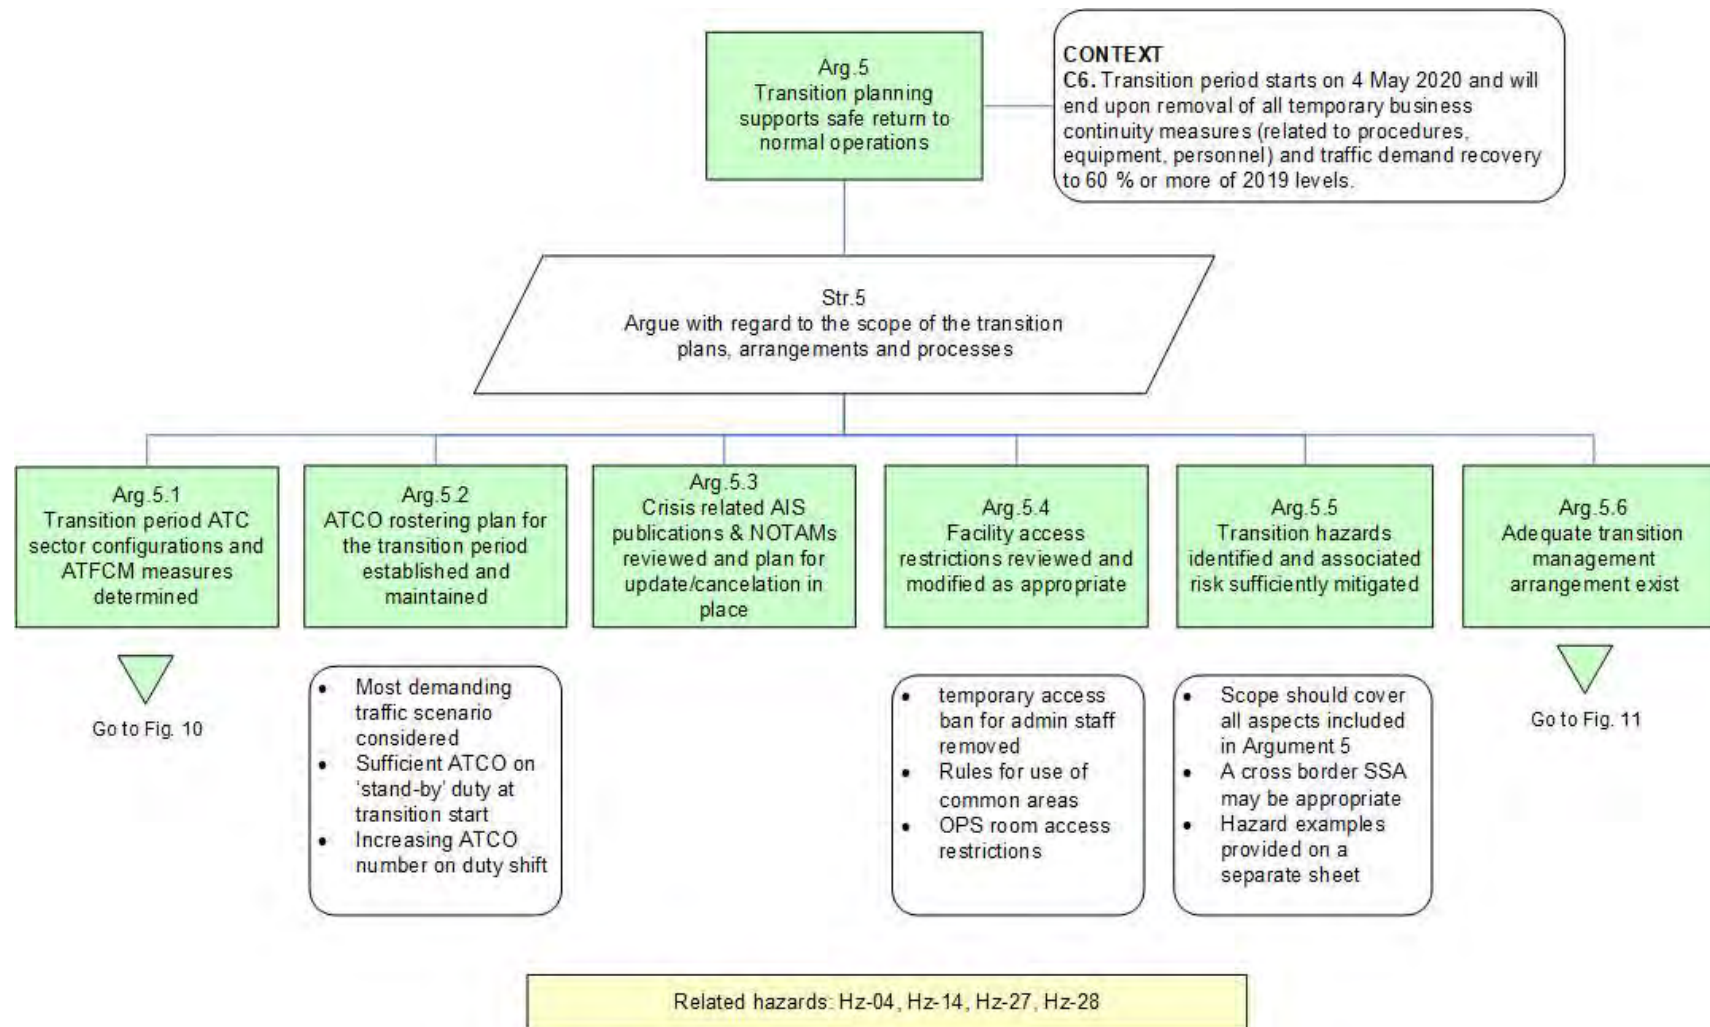 Arg.5
Transition planning
supports safe return to
normal operations
CONTEXT
C6. Transition period starts on 4 May 2020 and will
end upon removal of all temporary business
continuity measures (related to procedures,
equipment, personnel) and traffic demand recovery
to 60 % or more of 2019 levels.
Str.5
Argue with regard to the scope of the transition
plans, arrangements and processes
Arg.5.1
Transition period ATC
sector configurations and
ATFCM measures
determined
Arg.5.2
ATCO rostering plan for
the transition period
established and
maintained
Arg.5.3
Crisis related AIS
publications & NOTAMs
reviewed and plan for
update/cancelation in
place
Arg.5.4
Facility access
restrictions reviewed and
modified as appropriate
Arg.5.5
Transition hazards
identified and associated
risk sufficiently mitigated
Arg.5.6
Adequate transition
management
arrangement exist
Go to Fig. 10
• Most demanding
traffic scenario
considered
• Sufficient ATCO on
‘stand-by’ duty at
transition start
• Increasing ATCO
number on duty shift
• temporary access
ban for admin staff
removed
• Rules for use of
common areas
• OPS room access
restrictions
• Scope should cover
all aspects included
in Argument 5
• A cross border SSA
may be appropriate
• Hazard examples
provided on a
separate sheet
Go to Fig. 11
Related hazards: Hz-04, Hz-14, Hz-27, Hz-28